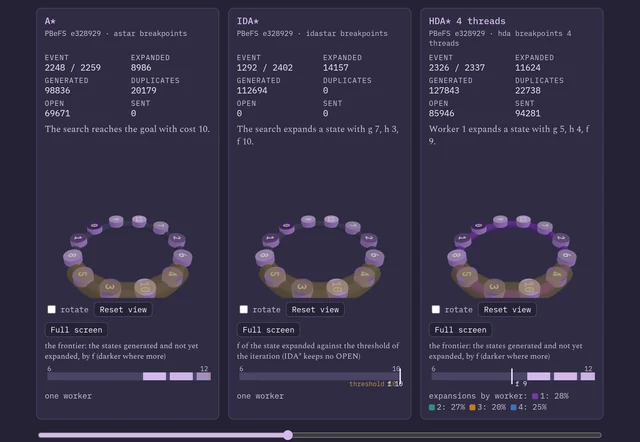 A★
PBeFS e328929 · astar breakpoints
EVENT EXPANDED
2248 / 2259 8986
GENERATED DUPLICATES
98836 20179
OPEN SENT
69671 0
The search reaches the goal with cost 10.
rotate Reset view
Full screen
the frontier: the states generated and not yet
expanded, by f (darker where more)
6 12
one worker
IDA★
PBeFS e328929 · idastar breakpoints
EVENT EXPANDED
1292 / 2402 14157
GENERATED DUPLICATES
112694 0
OPEN SENT
0 0
The search expands a state with g 7, h 3,
f 10.
rotate Reset view
Full screen
f of the state expanded against the threshold of
the iteration (IDA* keeps no OPEN)
6 10
threshold f 10
one worker
HDA★ 4 threads
PBeFS e328929 · hda breakpoints 4
threads
EVENT EXPANDED
2326 / 2337 11624
GENERATED DUPLICATES
127843 22738
OPEN SENT
85946 94281
Worker 1 expands a state with g 5, h 4, f
9.
rotate Reset view
Full screen
the frontier: the states generated and not yet
expanded, by f (darker where more)
6 12
f 9
expansions by worker: 1: 28%
2: 27% 3: 20% 4: 25%